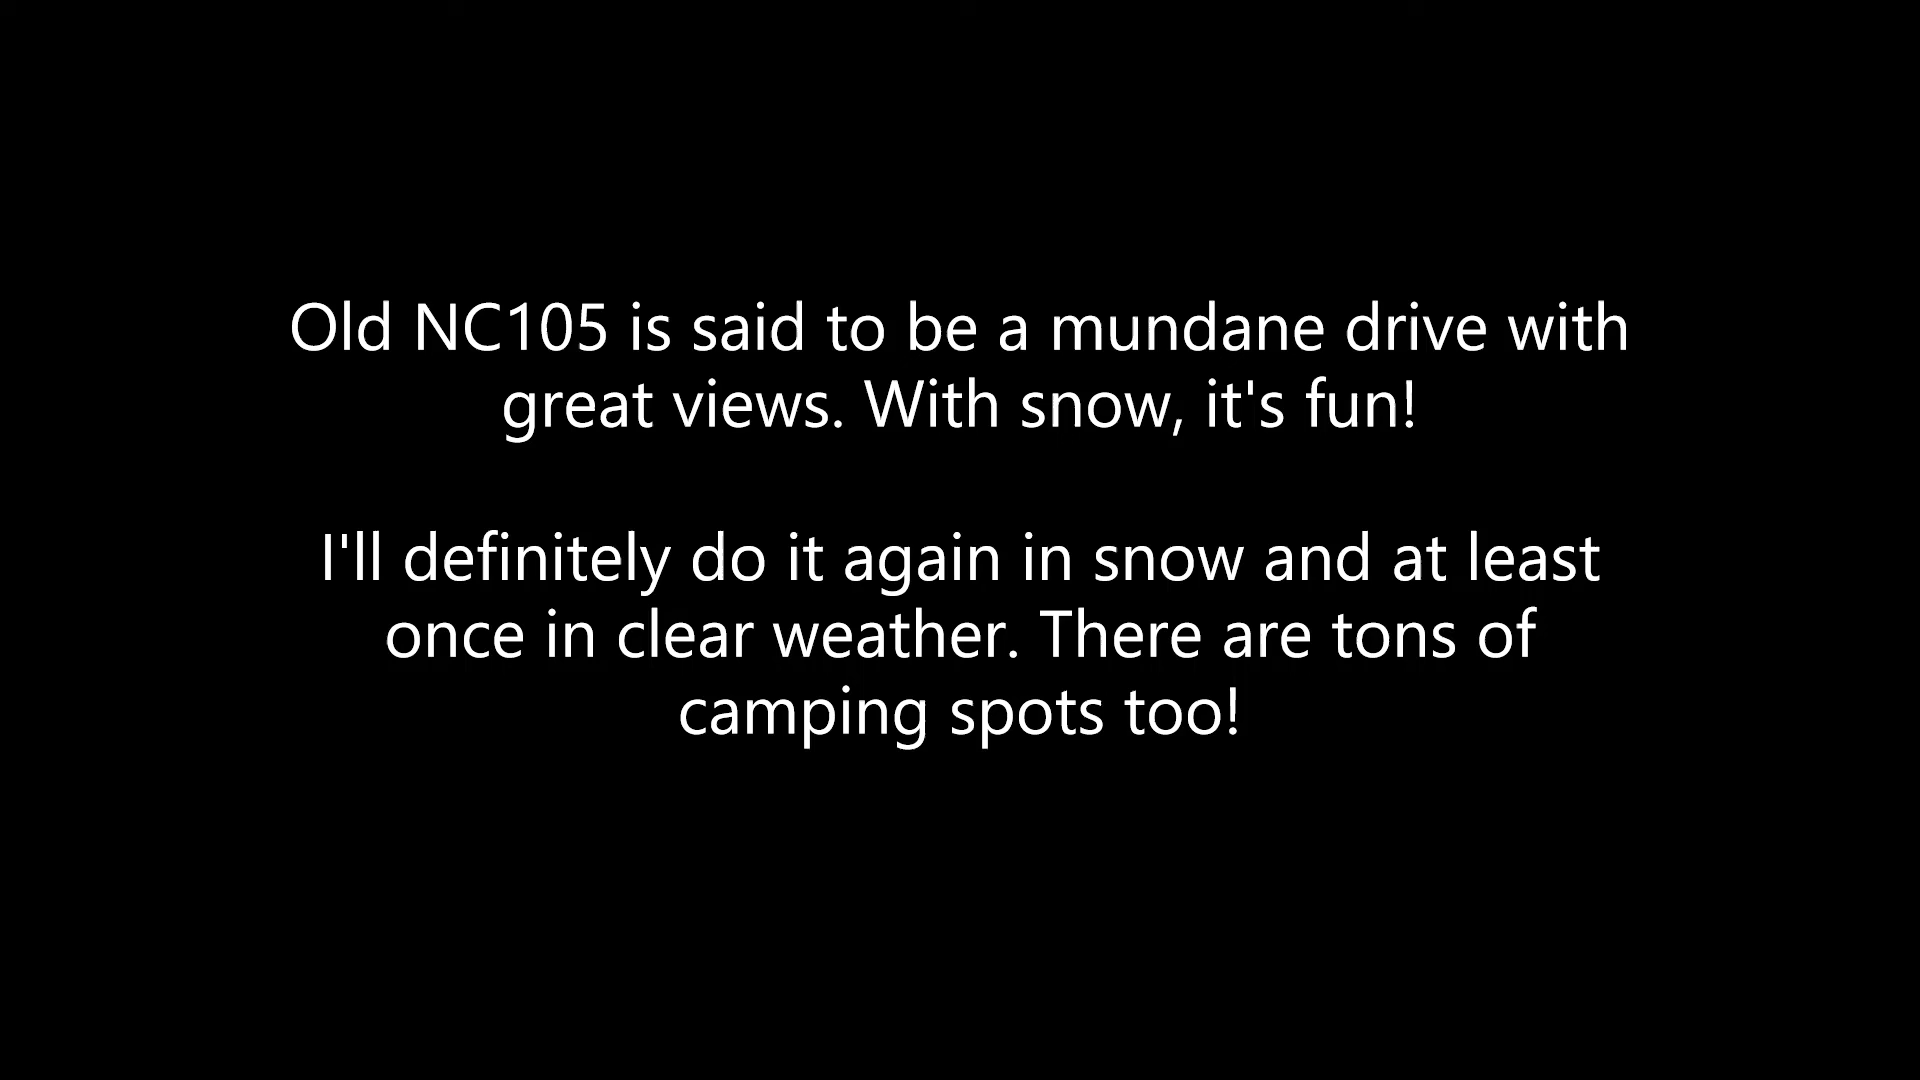 Old NC105 is said to be a mundane drive with
great views. With snow, it's fun!
I'll definitely do it again in snow and at least
once in clear weather. There are tons of
camping spots too!